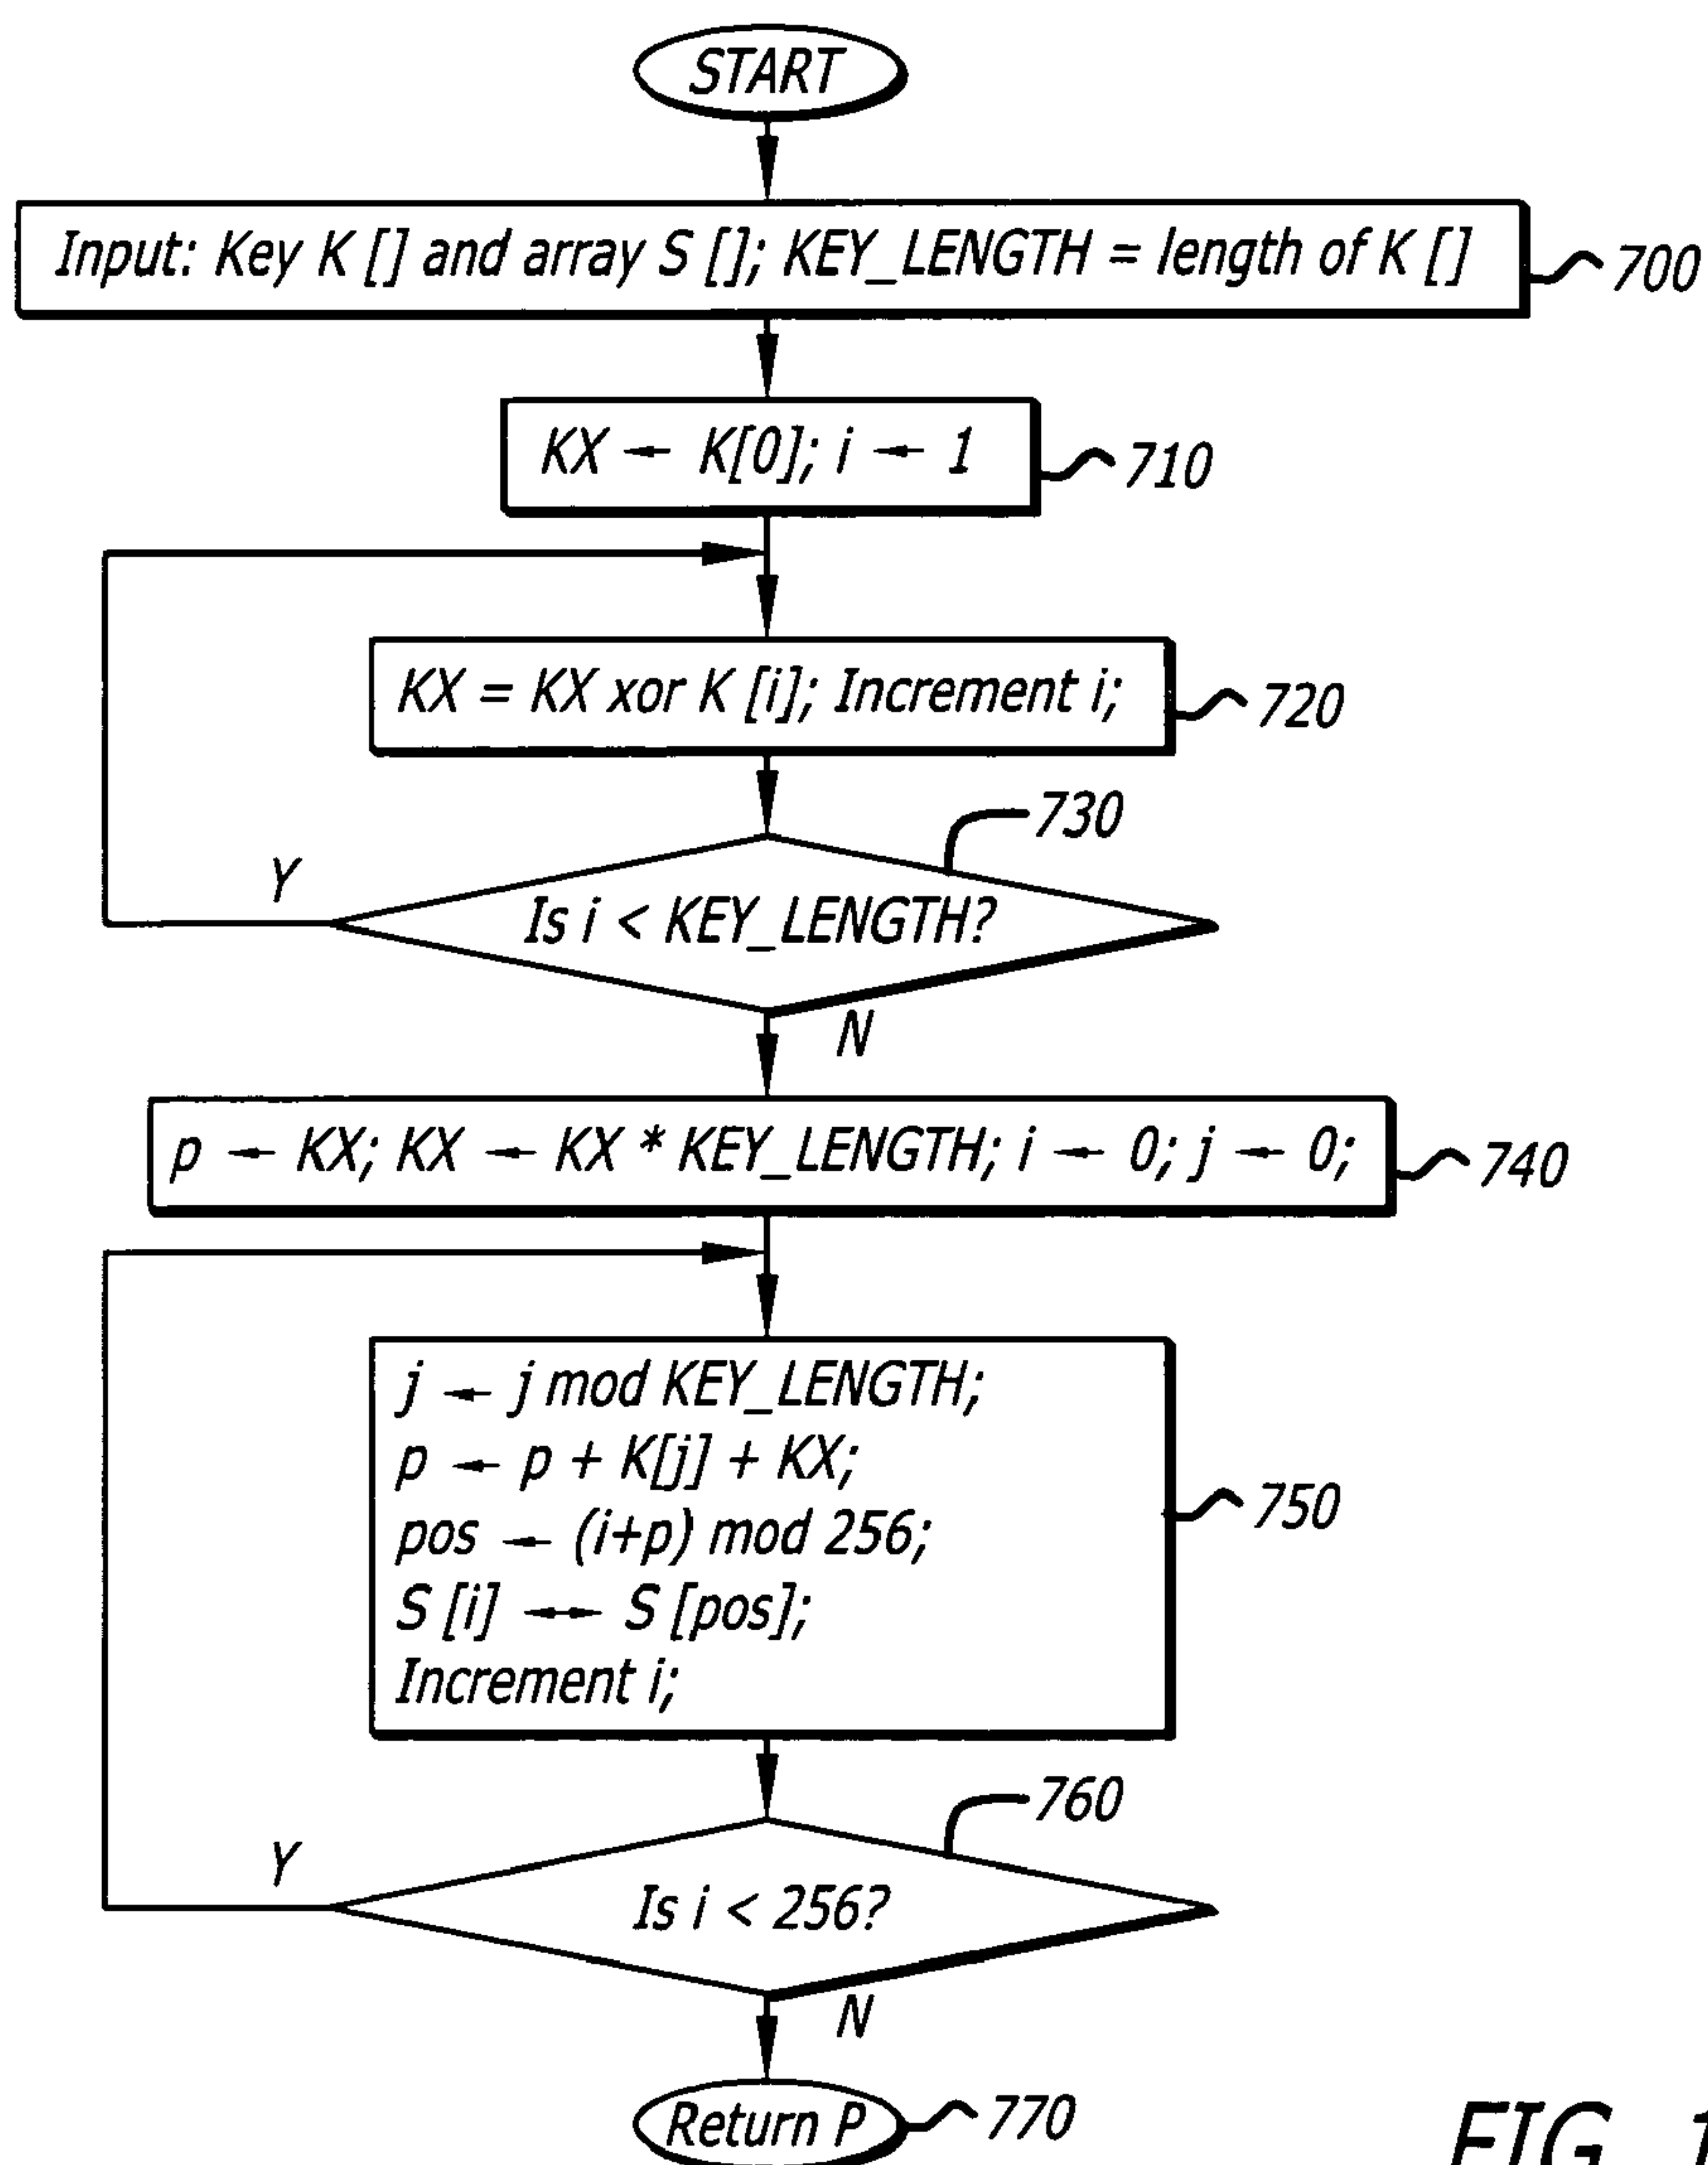 START
Input: Key K [] and array S []; KEY_LENGTH = length of K []
700
KX ← K[0]; i ← 1
710
KX = KX xor K [i]; Increment i;
720
730
Y
Is i < KEY_LENGTH?
N
p ← KX; KX ← KX * KEY_LENGTH; i ← 0; j ← 0;
740
j ← j mod KEY_LENGTH;
p ← p + K[j] + KX;
pos ← (i+p) mod 256;
S [i] ↔ S [pos];
Increment i;
750
760
Y
Is i < 256?
N
Return P
770
FIG.